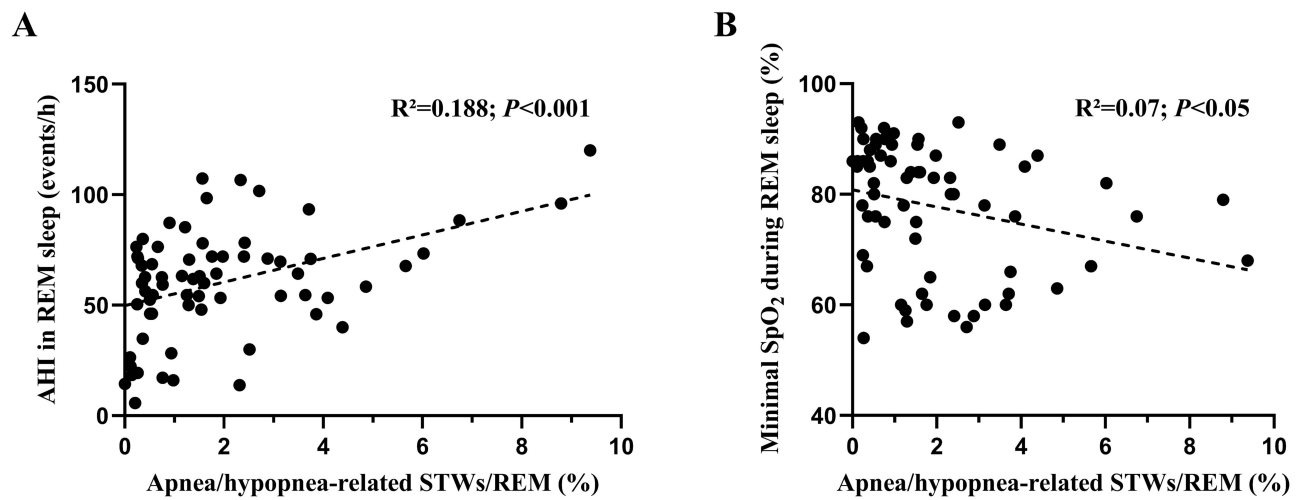 A
AHI in REM sleep (events/h)
150
100
50
0
R²=0.188; P<0.001
0 2 4 6 8 10
Apnea/hypopnea-related STWs/REM (%)
B
Minimal SpO₂ during REM sleep (%)
100
80
60
40
R²=0.07; P<0.05
0 2 4 6 8 10
Apnea/hypopnea-related STWs/REM (%)